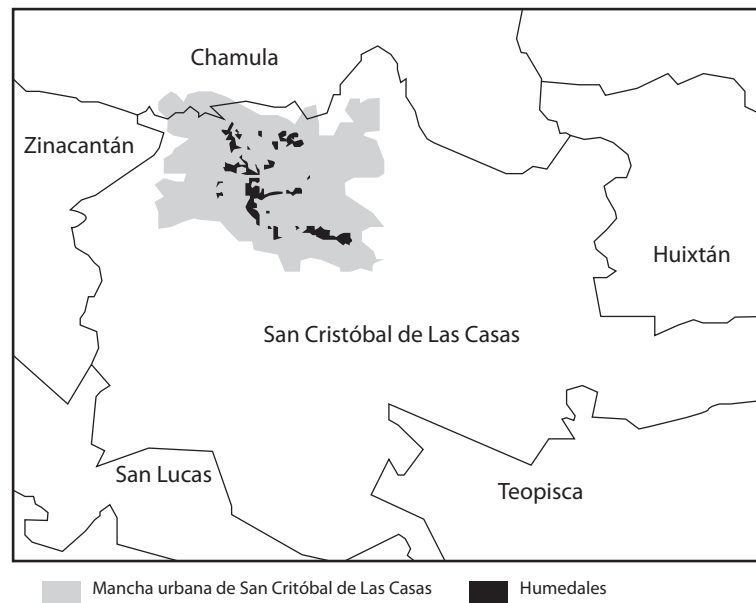 Chamula
Zinacantán
Huixtán
San Cristóbal de Las Casas
San Lucas
Teopisca
Mancha urbana de San Critóbal de Las Casas
Humedales